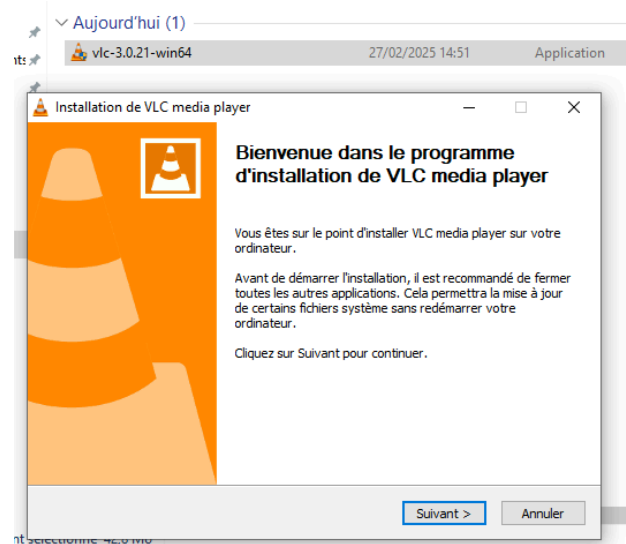 Aujourd'hui (1)
vlc-3.0.21-win64 27/02/2025 14:51 Application
Installation de VLC media player
Bienvenue dans le programme
d'installation de VLC media player
Vous êtes sur le point d'installer VLC media player sur votre
ordinateur.
Avant de démarrer l'installation, il est recommandé de fermer
toutes les autres applications. Cela permettra la mise à jour
de certains fichiers système sans redémarrer votre
ordinateur.
Cliquez sur Suivant pour continuer.
Suivant > Annuler